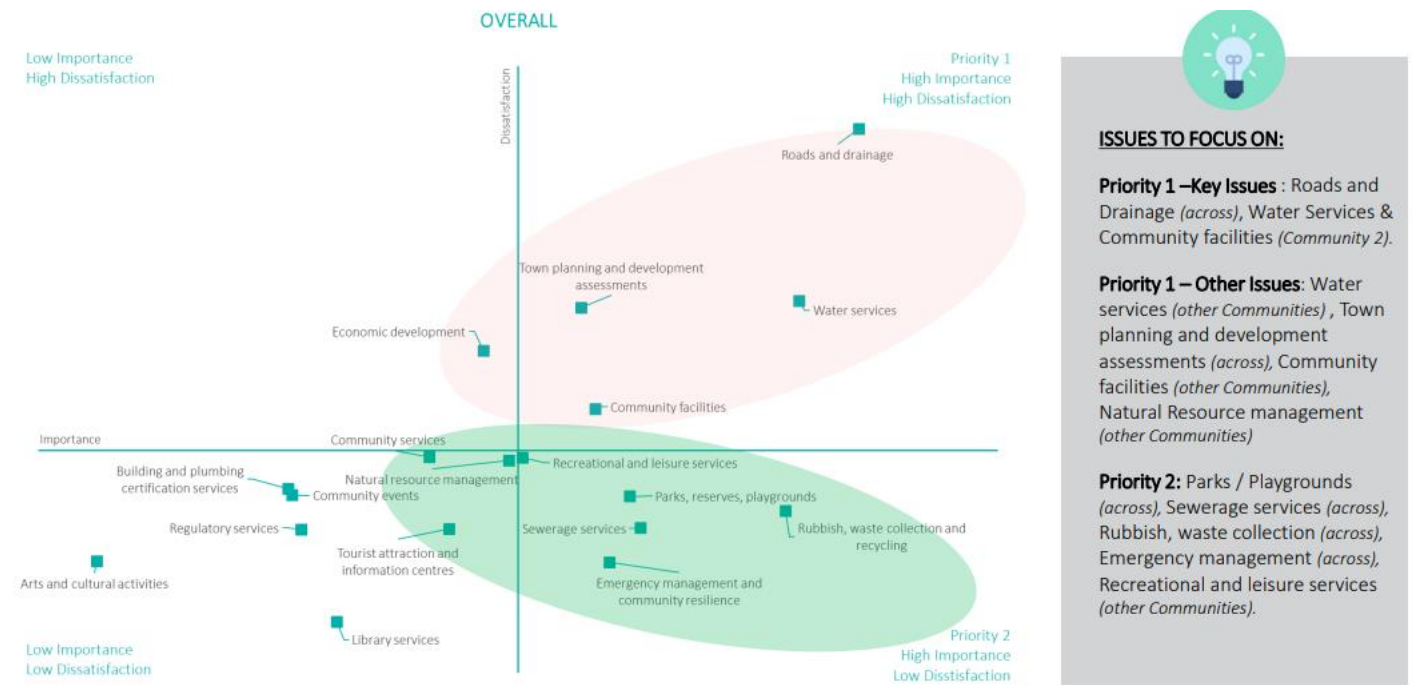 OVERALL
Low Importance
High Dissatisfaction
Priority 1
High Importance
High Dissatisfaction
Dissatisfaction
Roads and drainage
Town planning and development
assessments
Water services
Economic development
Community facilities
Importance
Community services
Recreational and leisure services
Natural resource management
Building and plumbing
certification services
Community events
Parks, reserves, playgrounds
Regulatory services
Sewerage services
Rubbish, waste collection and
recycling
Tourist attraction and
information centres
Arts and cultural activities
Emergency management and
community resilience
Library services
Low Importance
Low Dissatisfaction
Priority 2
High Importance
Low Disstisfaction
ISSUES TO FOCUS ON:
Priority 1 –Key Issues : Roads and
Drainage (across), Water Services &
Community facilities (Community 2).
Priority 1 – Other Issues: Water
services (other Communities) , Town
planning and development
assessments (across), Community
facilities (other Communities),
Natural Resource management
(other Communities)
Priority 2: Parks / Playgrounds
(across), Sewerage services (across),
Rubbish, waste collection (across),
Emergency management (across),
Recreational and leisure services
(other Communities).